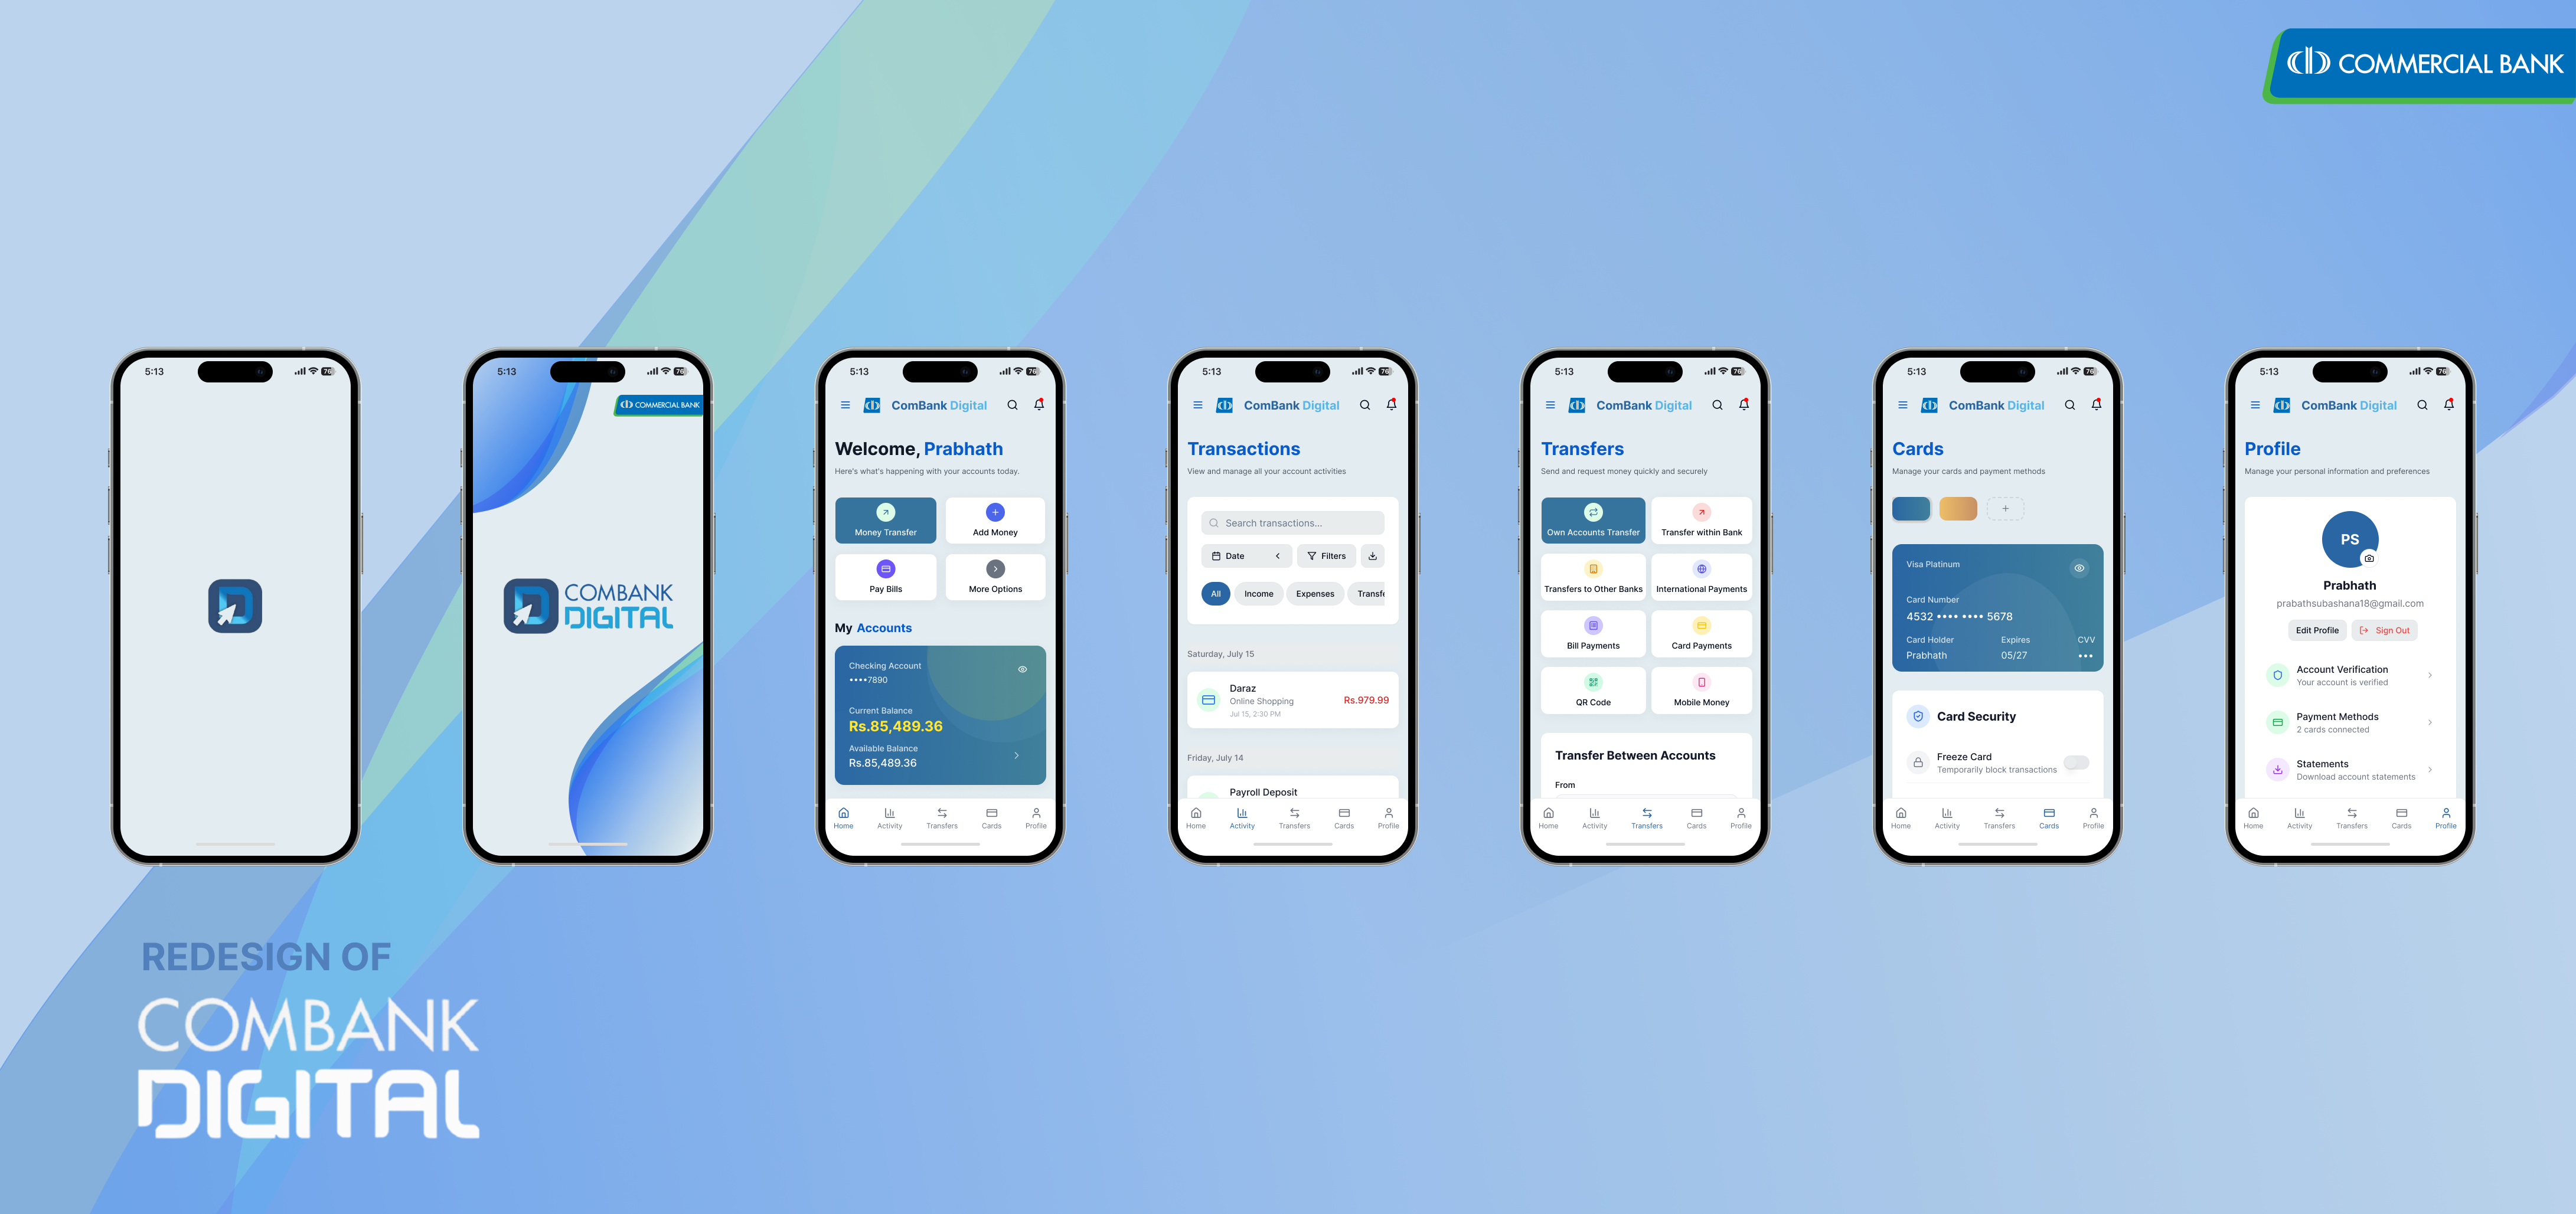 COMMERCIAL BANK
5:13
76
5:13
76
COMMERCIAL BANK
COMBANK
DIGITAL
5:13
76
ComBank Digital
Welcome, Prabhath
Here's what's happening with your accounts today.
Money Transfer
Add Money
Pay Bills
More Options
My Accounts
Checking Account
••••7890
Current Balance
Rs.85,489.36
Available Balance
Rs.85,489.36
Home Activity Transfers Cards Profile
5:13
76
ComBank Digital
Transactions
View and manage all your account activities
Search transactions...
Date
Filters
All Income Expenses Transfe
Saturday, July 15
Daraz
Online Shopping
Jul 15, 2:30 PM
Rs.979.99
Friday, July 14
Payroll Deposit
Home Activity Transfers Cards Profile
5:13
76
ComBank Digital
Transfers
Send and request money quickly and securely
Own Accounts Transfer
Transfer within Bank
Transfers to Other Banks
International Payments
Bill Payments
Card Payments
QR Code
Mobile Money
Transfer Between Accounts
From
Home Activity Transfers Cards Profile
5:13
76
ComBank Digital
Cards
Manage your cards and payment methods
Visa Platinum
Card Number
4532 •••• •••• 5678
Card Holder Expires CVV
Prabhath 05/27 •••
Card Security
Freeze Card
Temporarily block transactions
Home Activity Transfers Cards Profile
5:13
76
ComBank Digital
Profile
Manage your personal information and preferences
PS
Prabhath
prabathsubashana18@gmail.com
Edit Profile
Sign Out
Account Verification
Your account is verified
Payment Methods
2 cards connected
Statements
Download account statements
Home Activity Transfers Cards Profile
REDESIGN OF
COMBANK
DIGITAL